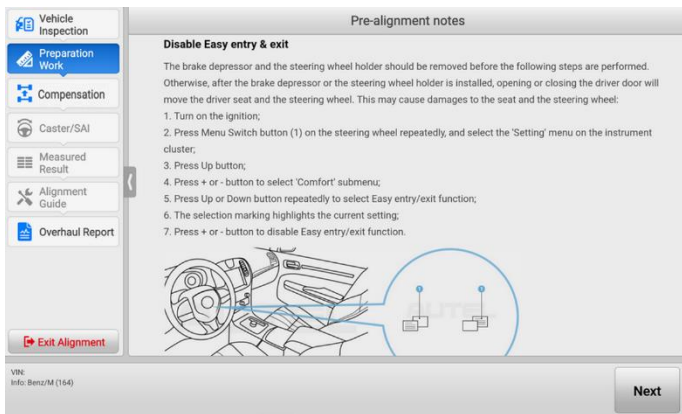 Vehicle
Inspection
Pre-alignment notes
Preparation
Work
Compensation
Caster/SAI
Measured
Result
Alignment
Guide
Overhaul Report
Exit Alignment
Disable Easy entry & exit
The brake depressor and the steering wheel holder should be removed before the following steps are performed.
Otherwise, after the brake depressor or the steering wheel holder is installed, opening or closing the driver door will
move the driver seat and the steering wheel. This may cause damages to the seat and the steering wheel:
1. Turn on the ignition;
2. Press Menu Switch button (1) on the steering wheel repeatedly, and select the 'Setting' menu on the instrument
cluster;
3. Press Up button;
4. Press + or - button to select 'Comfort' submenu;
5. Press Up or Down button repeatedly to select Easy entry/exit function;
6. The selection marking highlights the current setting;
7. Press + or - button to disable Easy entry/exit function.
1 1
AUTEL
VIN:
Info: Benz/M (164)
Next